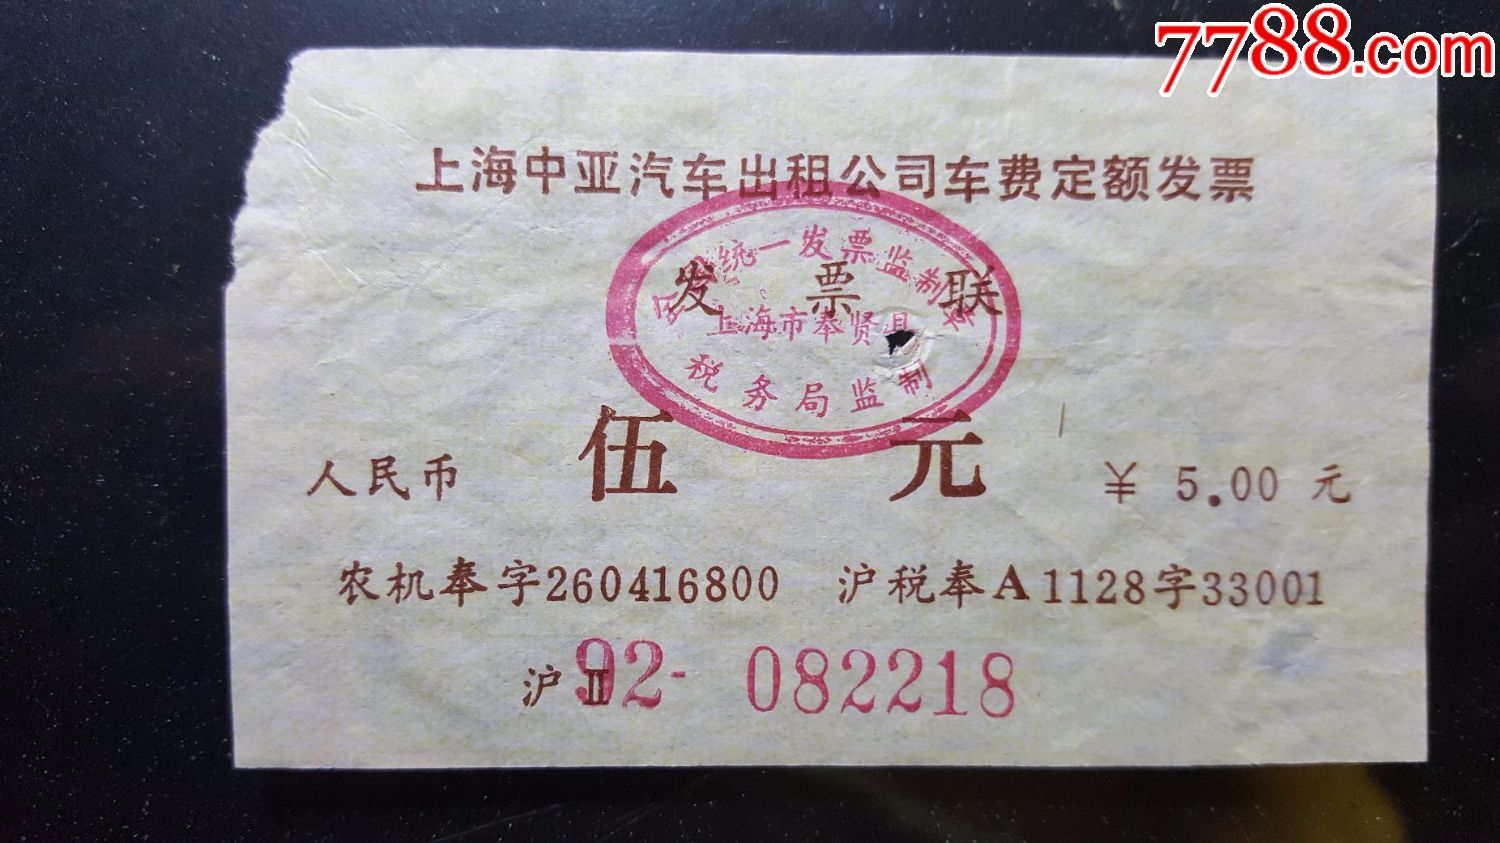 7788.com
上海中亚汽车出租公司车费定额发票
统一发票监制
发票联
上海市奉贤县
税务局监制
人民币 伍元 ¥ 5.00 元
农机奉字260416800 沪税奉A1128字33001
沪Ⅱ 92- 082218